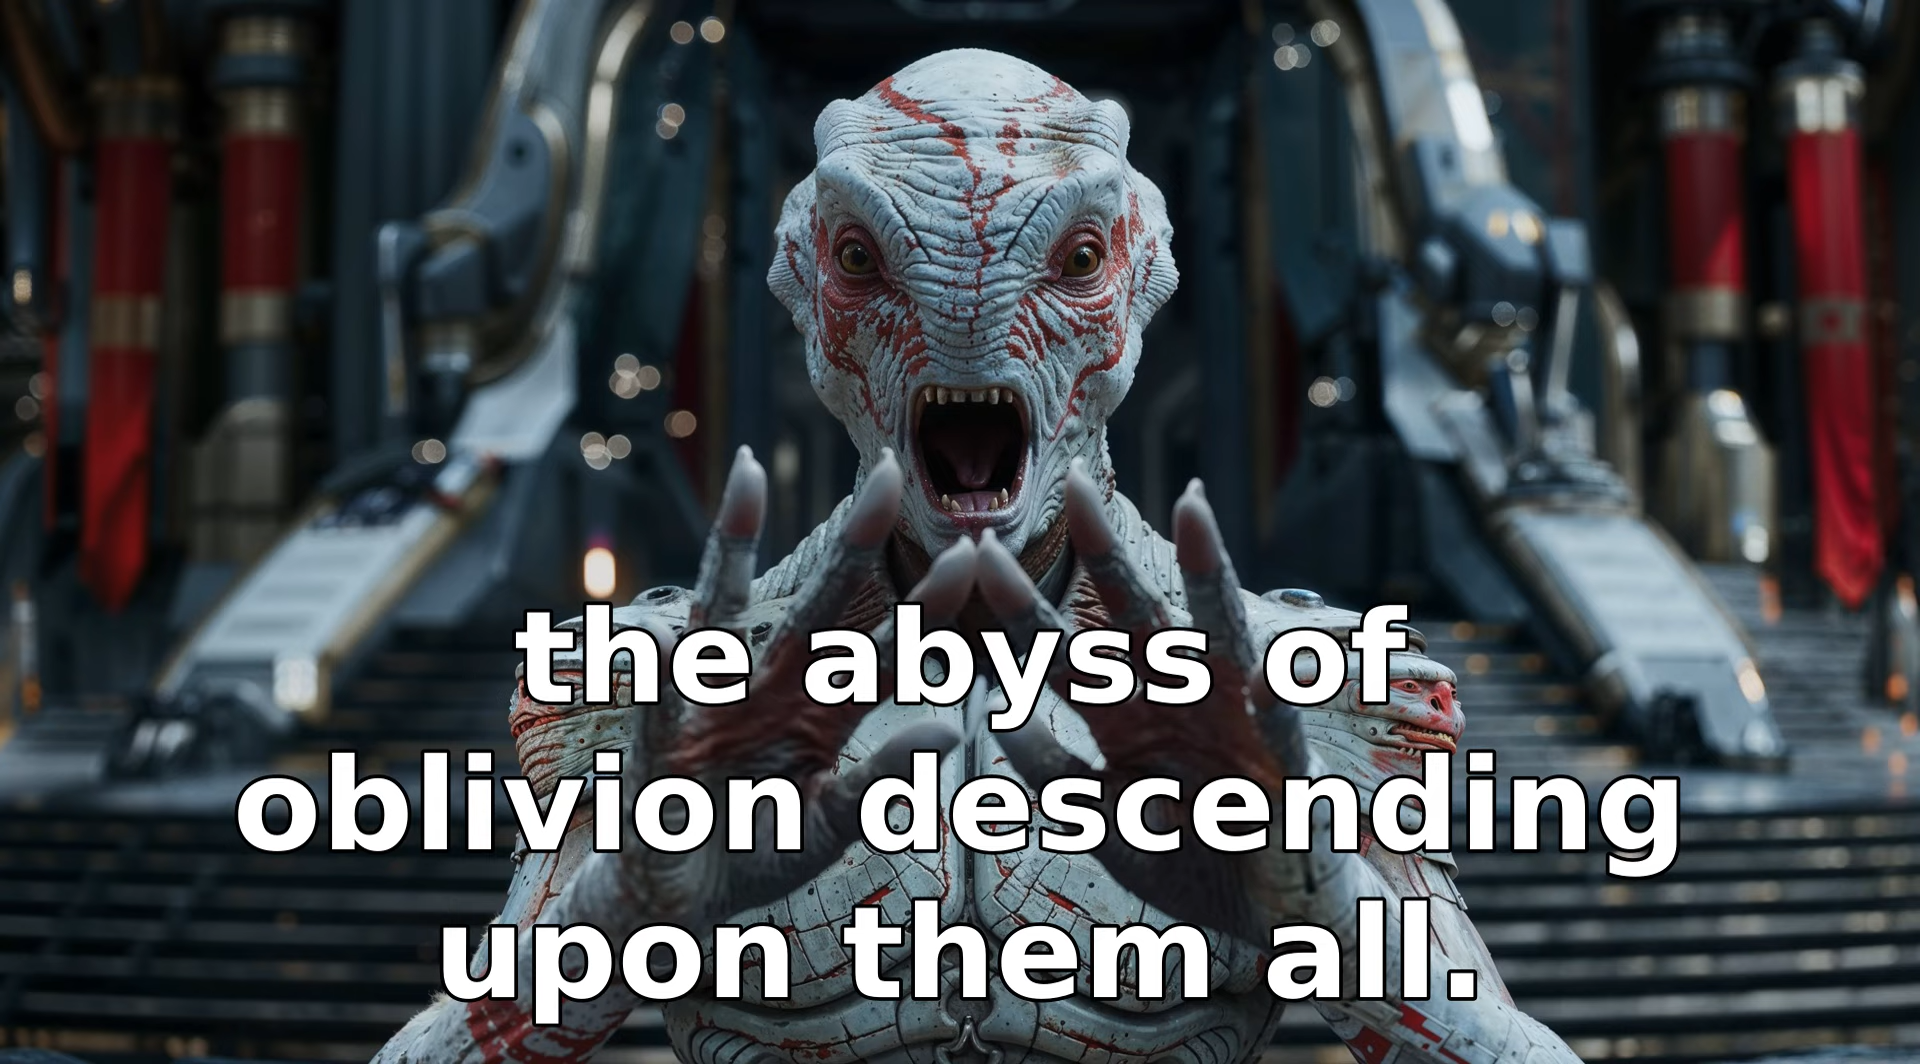 the abyss of
oblivion descending
upon them all.